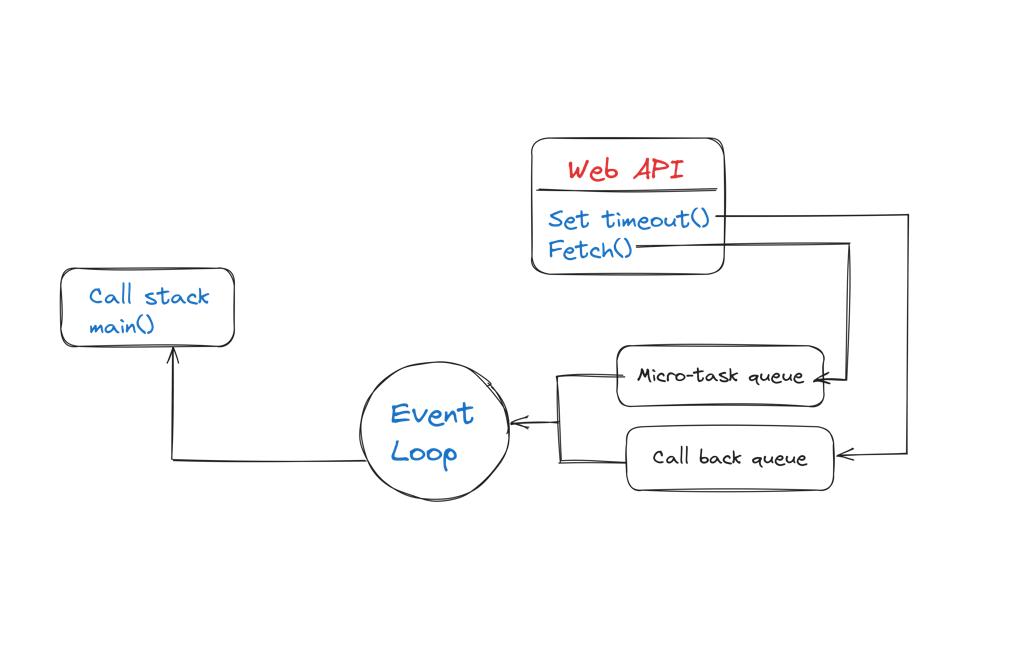 Web API
Set timeout()
Fetch()
Call stack
main()
Micro-task queue
Event
Loop
Call back queue